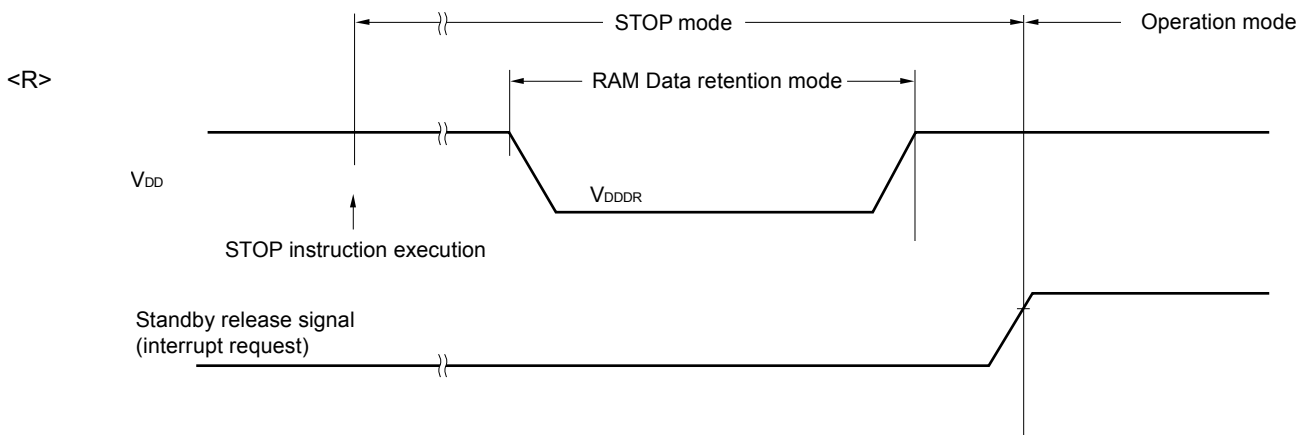 STOP mode
Operation mode
<R>
RAM Data retention mode
VDD
VDDDR
STOP instruction execution
Standby release signal
(interrupt request)